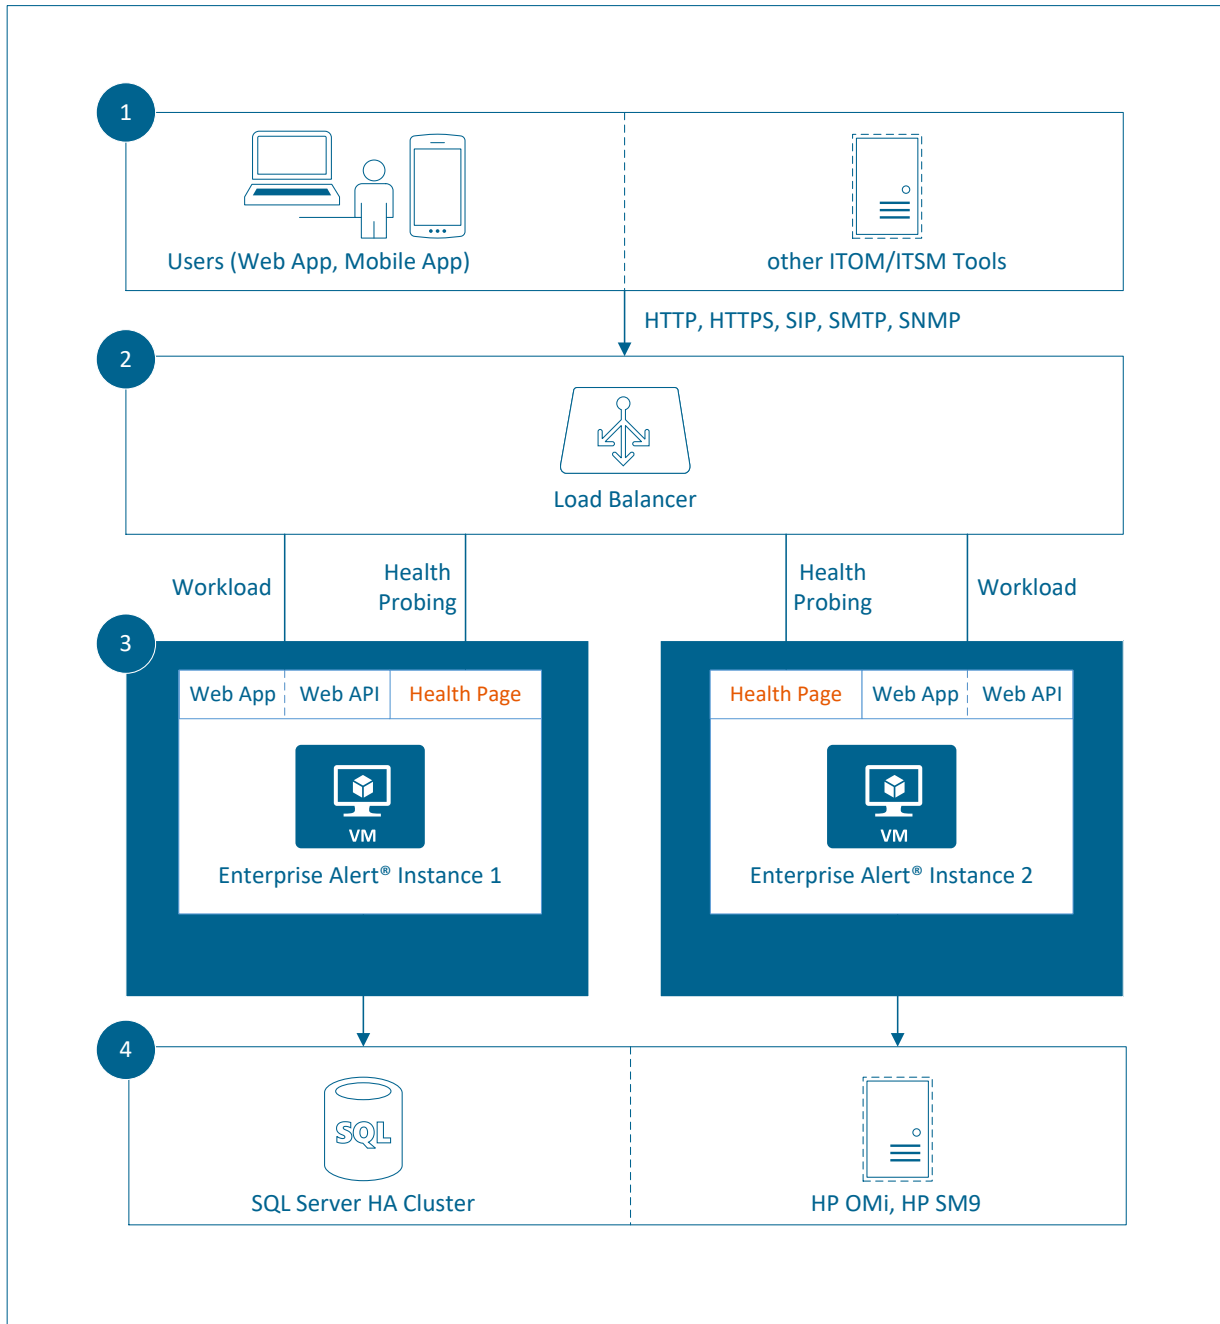 1
Users (Web App, Mobile App)
other ITOM/ITSM Tools
HTTP, HTTPS, SIP, SMTP, SNMP
2
Load Balancer
Workload
Health
Probing
Health
Probing
Workload
3
Web App
Web API
Health Page
VM
Enterprise Alert® Instance 1
Health Page
Web App
Web API
VM
Enterprise Alert® Instance 2
4
SQL
SQL Server HA Cluster
HP OMi, HP SM9